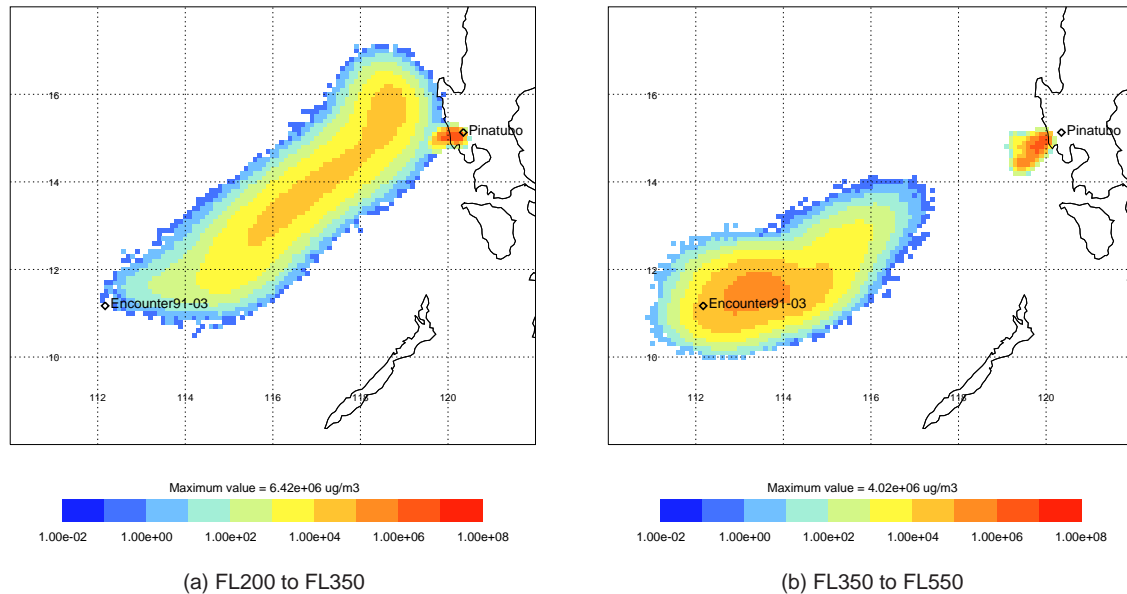 16
Pinatubo
14
12
Encounter91-03
10
112 114 116 118 120
Maximum value = 6.42e+06 ug/m3
1.00e-02 1.00e+00 1.00e+02 1.00e+04 1.00e+06 1.00e+08
(a) FL200 to FL350
16
Pinatubo
14
12
Encounter91-03
10
112 114 116 118 120
Maximum value = 4.02e+06 ug/m3
1.00e-02 1.00e+00 1.00e+02 1.00e+04 1.00e+06 1.00e+08
(b) FL350 to FL550